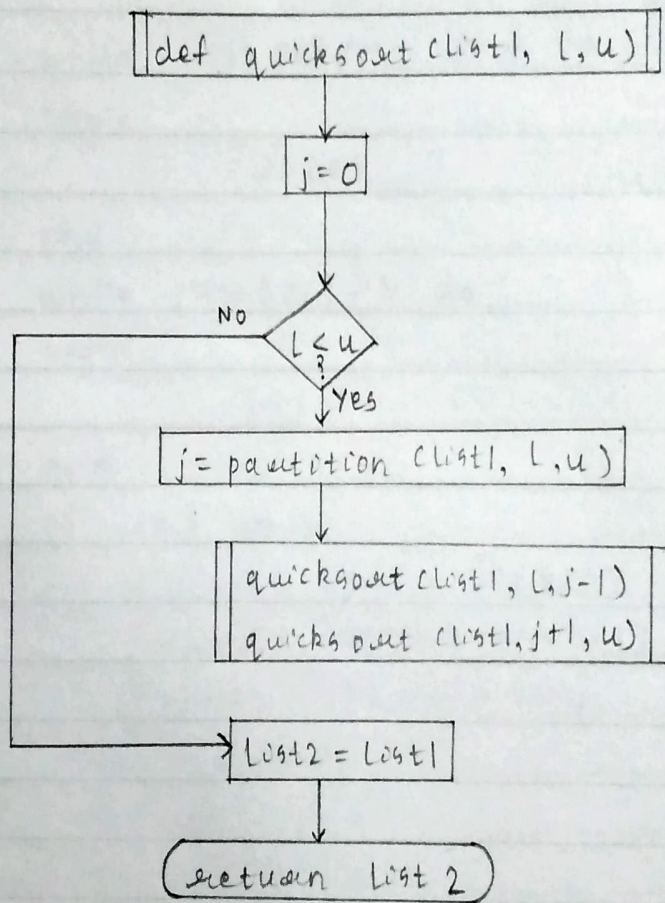 def quicksort (list1, l, u)
j = 0
No
l < u
?
Yes
j = partition (list1, l, u)
quicksort (list1, l, j-1)
quicksort (list1, j+1, u)
List2 = List1
return List 2